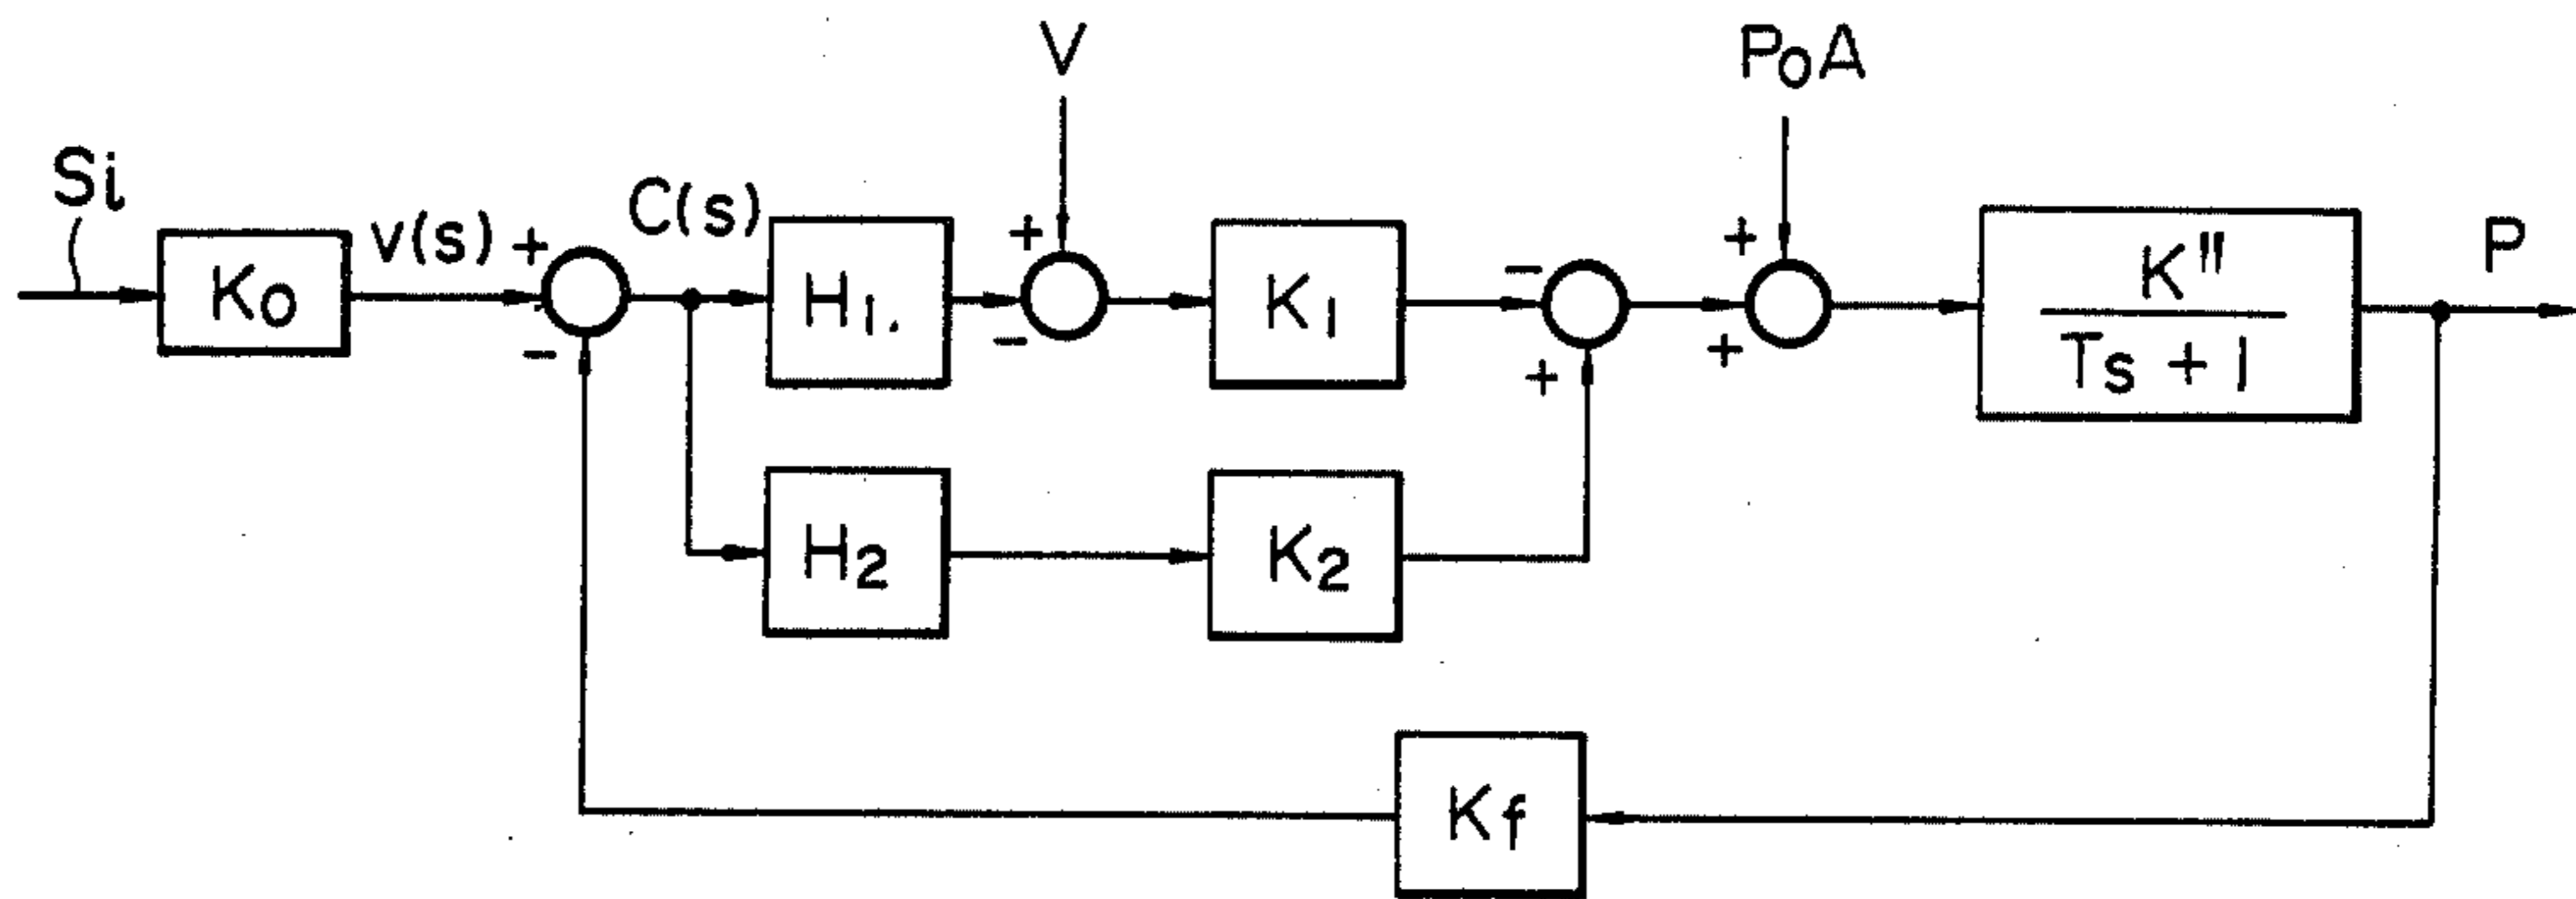 V
PoA
Si
v(s)
+
C(s)
+
-
+
P
Ko
H1.
K1
K"
Ts + 1
-
-
+
+
H2
K2
Kf